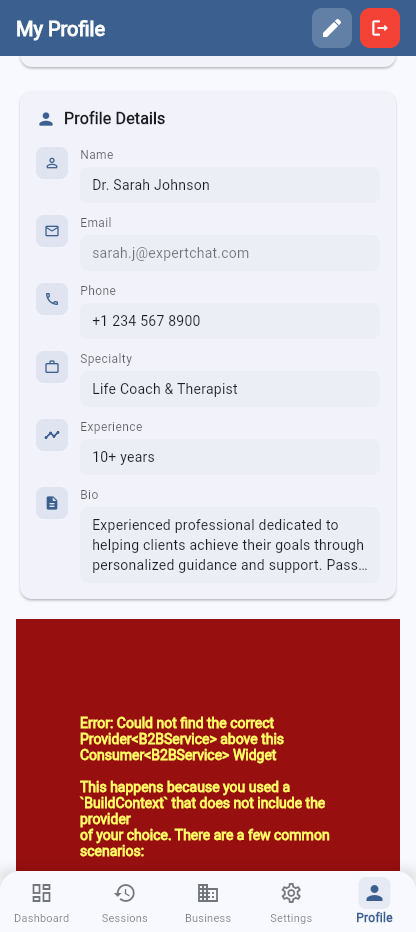 My Profile
Profile Details
Name
Dr. Sarah Johnson
Email
sarah.j@expertchat.com
Phone
+1 234 567 8900
Specialty
Life Coach & Therapist
Experience
10+ years
Bio
Experienced professional dedicated to
helping clients achieve their goals through
personalized guidance and support. Pass…
Error: Could not find the correct
Provider<B2BService> above this
Consumer<B2BService> Widget
This happens because you used a
`BuildContext` that does not include the
provider
of your choice. There are a few common
scenarios:
Dashboard
Sessions
Business
Settings
Profile